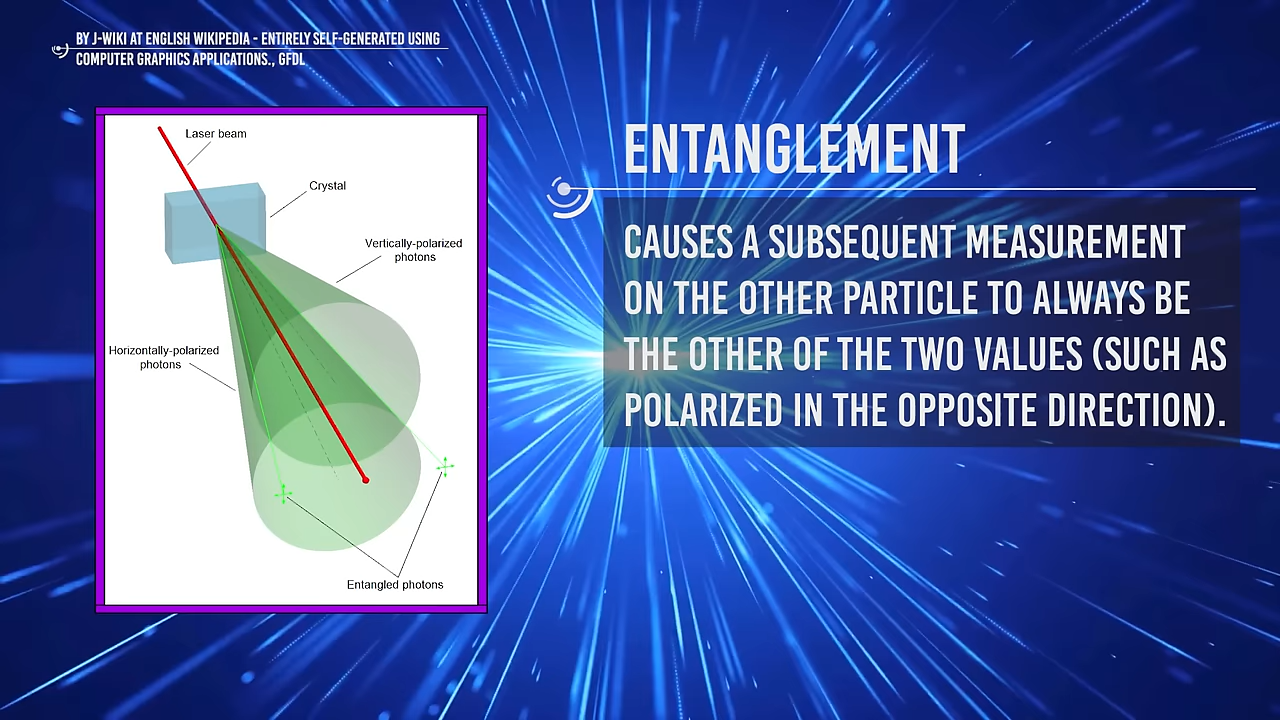 BY J-WIKI AT ENGLISH WIKIPEDIA - ENTIRELY SELF-GENERATED USING
COMPUTER GRAPHICS APPLICATIONS., GFDL
Laser beam
Crystal
Vertically-polarized
photons
Horizontally-polarized
photons
Entangled photons
ENTANGLEMENT
CAUSES A SUBSEQUENT MEASUREMENT
ON THE OTHER PARTICLE TO ALWAYS BE
THE OTHER OF THE TWO VALUES (SUCH AS
POLARIZED IN THE OPPOSITE DIRECTION).